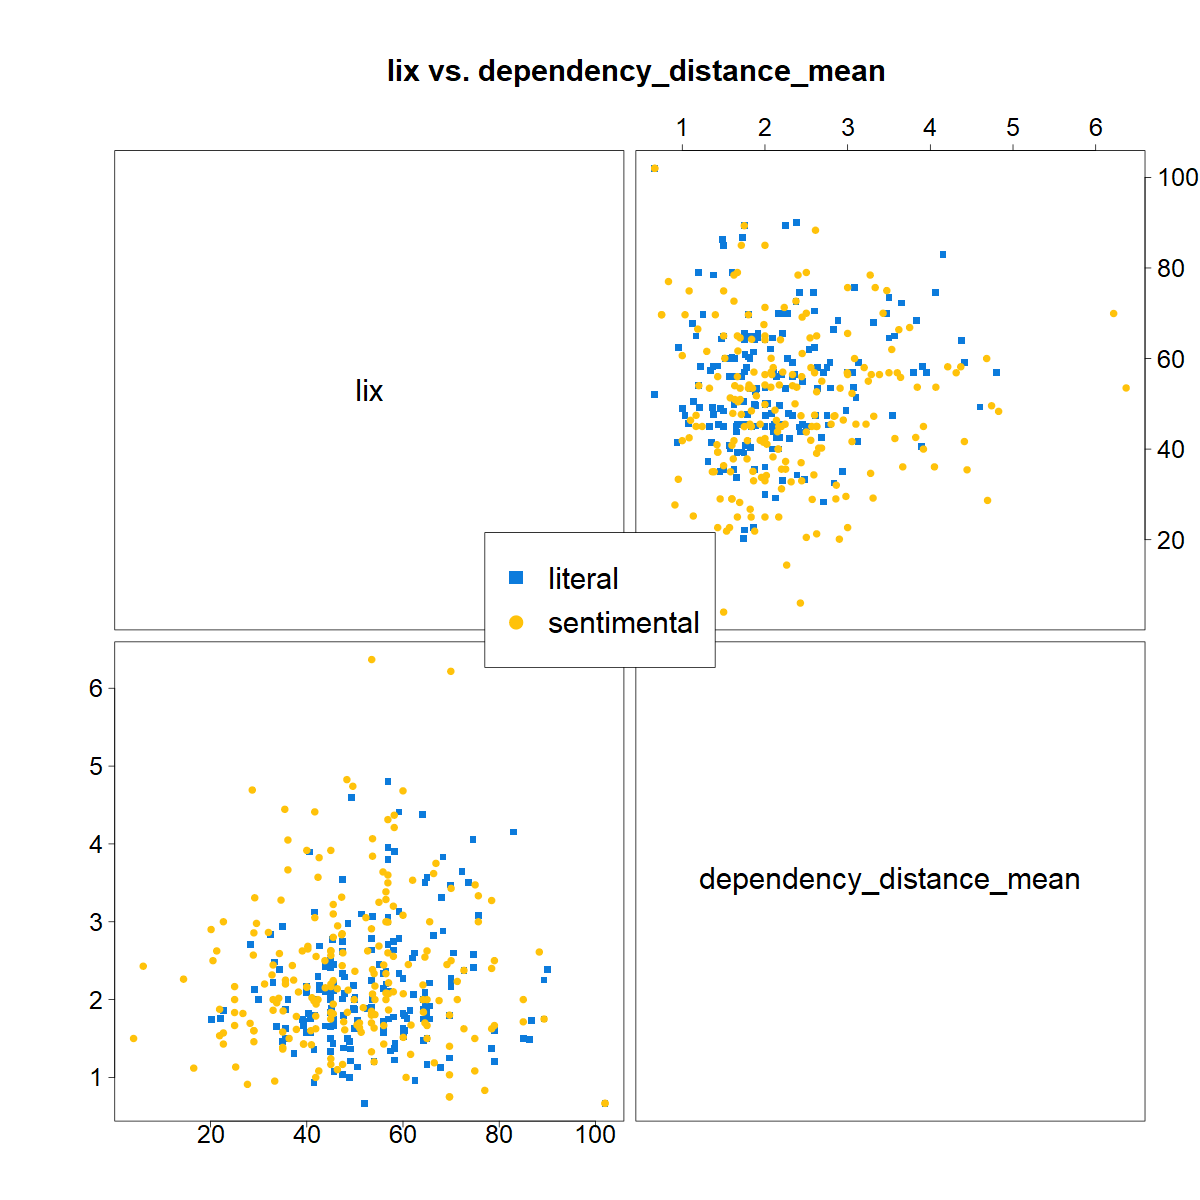 lix vs. dependency_distance_mean
1 2 3 4 5 6
lix
100
80
60
40
20
literal
sentimental
6
5
4
3
2
1
dependency_distance_mean
20 40 60 80 100